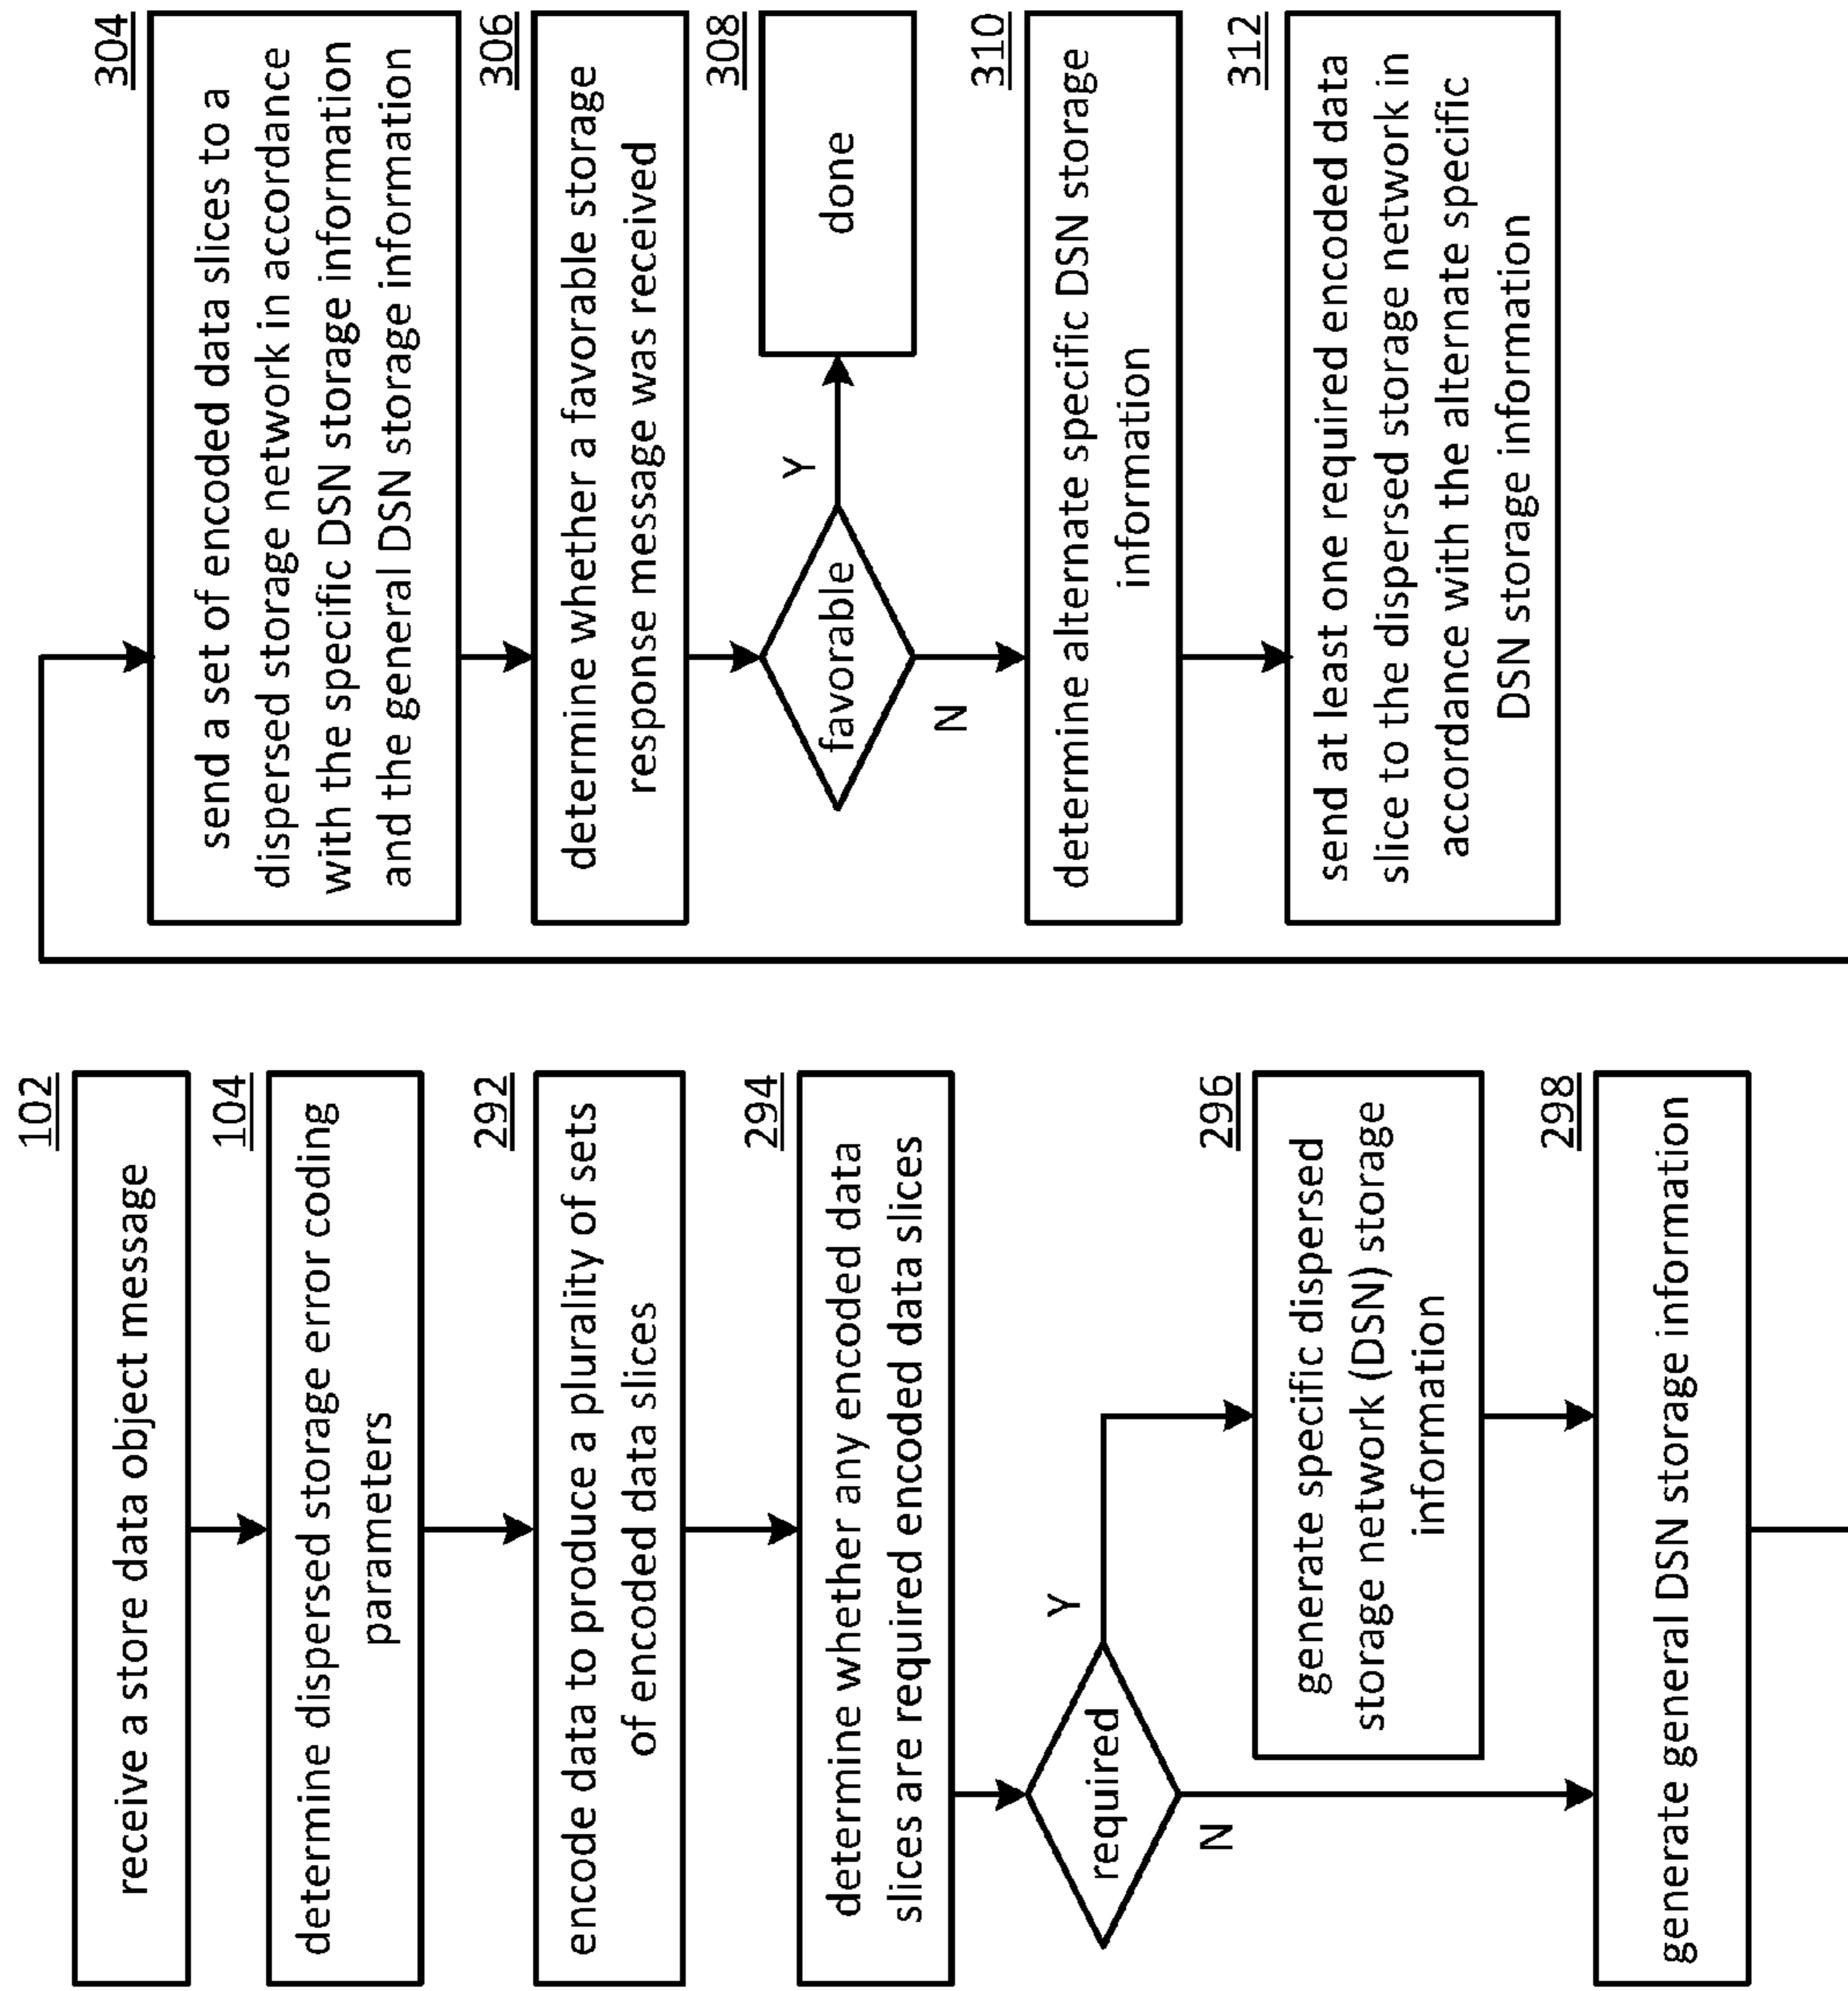 102
receive a store data object message
104
determine dispersed storage error coding
parameters
292
encode data to produce a plurality of sets
of encoded data slices
294
determine whether any encoded data
slices are required encoded data slices
required
Y
N
296
generate specific dispersed
storage network (DSN) storage
information
298
generate general DSN storage information
304
send a set of encoded data slices to a
dispersed storage network in accordance
with the specific DSN storage information
and the general DSN storage information
306
determine whether a favorable storage
response message was received
favorable
Y
N
308
done
310
determine alternate specific DSN storage
information
312
send at least one required encoded data
slice to the dispersed storage network in
accordance with the alternate specific
DSN storage information